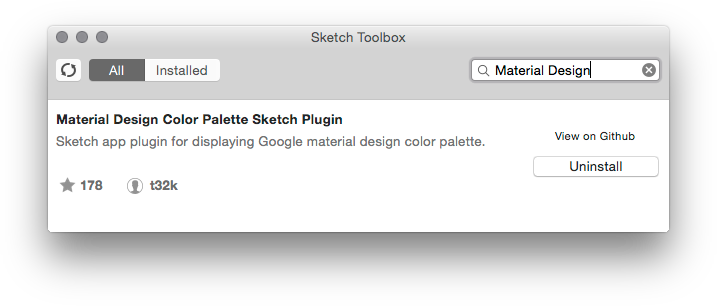 Sketch Toolbox
All Installed Material Design
Material Design Color Palette Sketch Plugin
Sketch app plugin for displaying Google material design color palette.
View on Github
Uninstall
178 t32k